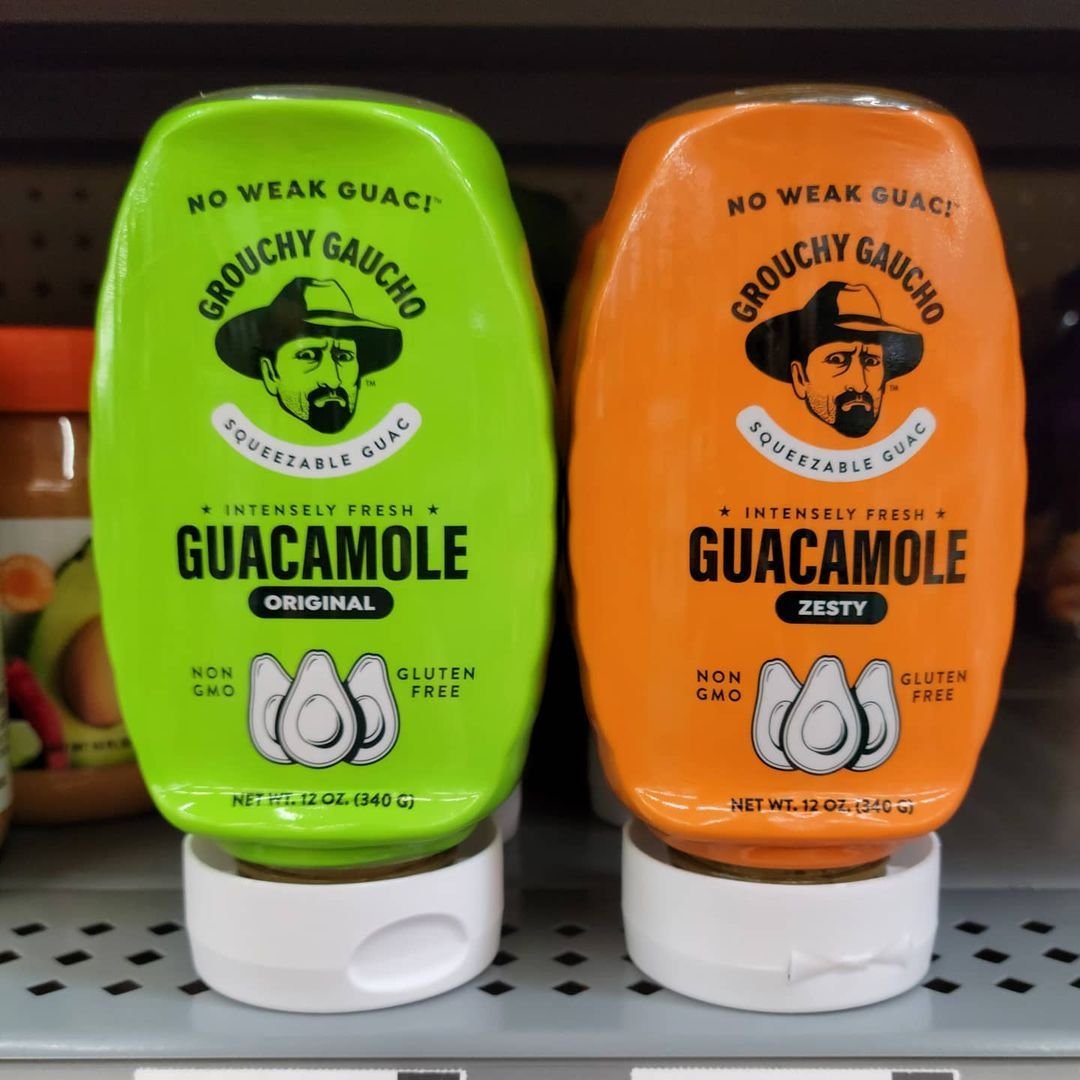 NO WEAK GUAC!™
GROUCHY GAUCHO
TM
SQUEEZABLE GUAC
★ INTENSELY FRESH ★
GUACAMOLE
ORIGINAL
NON
GMO
GLUTEN
FREE
NET WT. 12 OZ. (340 G)
NO WEAK GUAC!
GROUCHY GAUCHO
TM
SQUEEZABLE GUAC
★ INTENSELY FRESH ★
GUACAMOLE
ZESTY
NON
GMO
GLUTEN
FREE
NET WT. 12 OZ. (340 G)